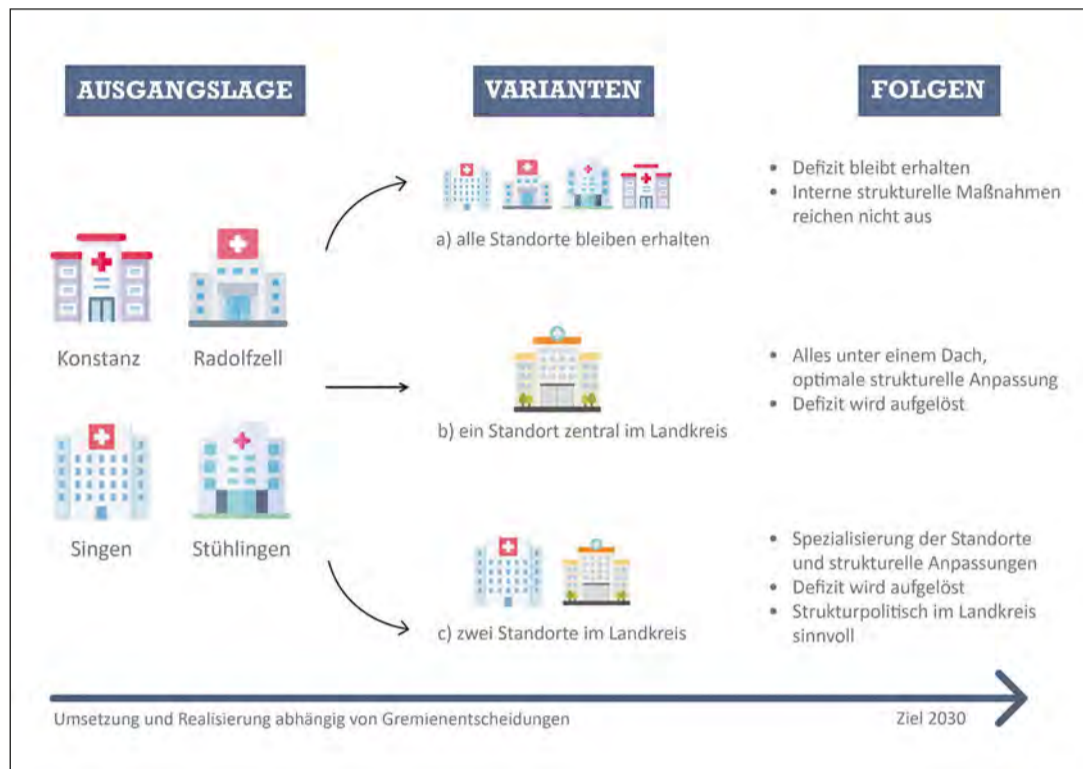 AUSGANGSLAGE
VARIANTEN
FOLGEN
Konstanz
Radolfzell
Singen
Stühlingen
a) alle Standorte bleiben erhalten
• Defizit bleibt erhalten
• Interne strukturelle Maßnahmen
reichen nicht aus
b) ein Standort zentral im Landkreis
• Alles unter einem Dach,
optimale strukturelle Anpassung
• Defizit wird aufgelöst
c) zwei Standorte im Landkreis
• Spezialisierung der Standorte
und strukturelle Anpassungen
• Defizit wird aufgelöst
• Strukturpolitisch im Landkreis
sinnvoll
Umsetzung und Realisierung abhängig von Gremienentscheidungen
Ziel 2030